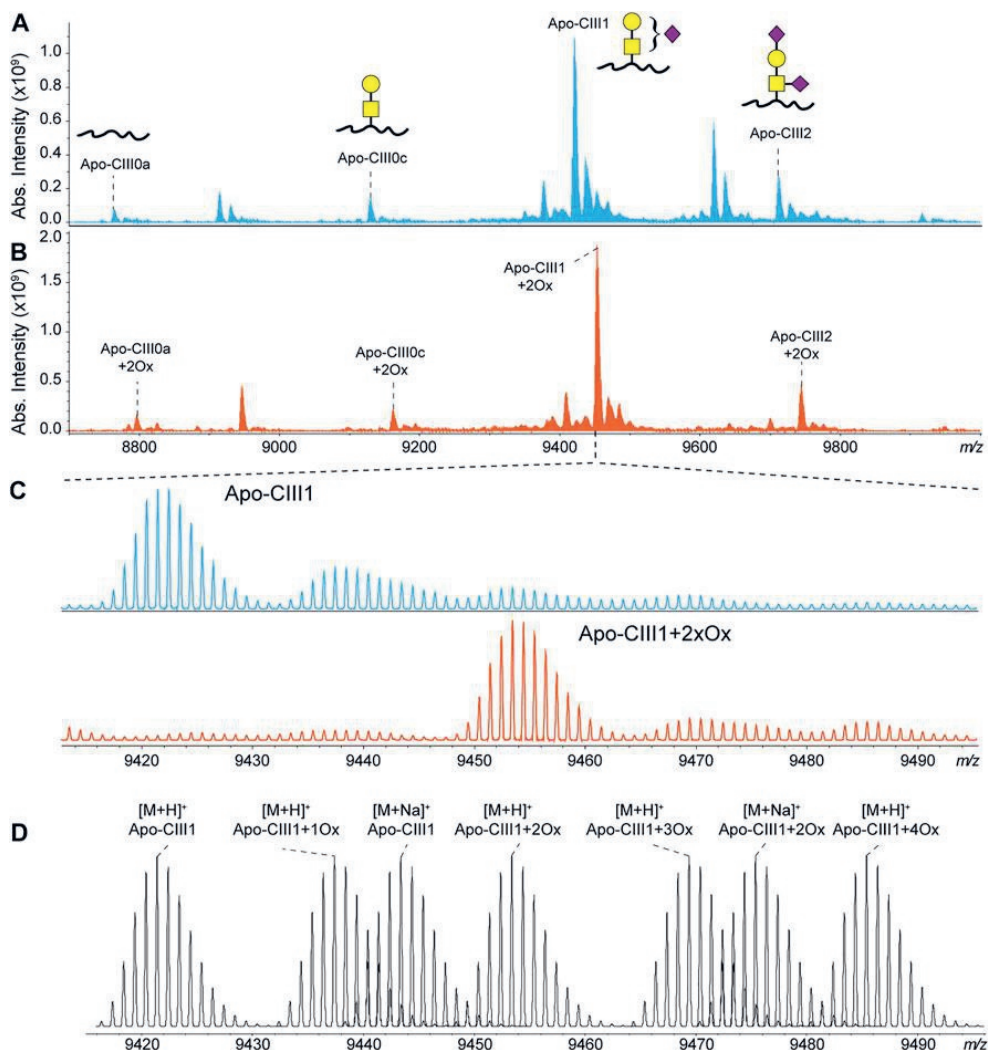 A
Abs. Intensity (x10⁹)
1.0
0.8
0.6
0.4
0.2
0.0
Apo-CIII0a
Apo-CIII0c
Apo-CIII1
Apo-CIII2
B
Abs. Intensity (x10⁹)
2.0
1.5
1.0
0.5
0.0
Apo-CIII0a
+2Ox
Apo-CIII0c
+2Ox
Apo-CIII1
+2Ox
Apo-CIII2
+2Ox
8800 9000 9200 9400 9600 9800 m/z
C
Apo-CIII1
Apo-CIII1+2xOx
9420 9430 9440 9450 9460 9470 9480 9490 m/z
D
[M+H]⁺
Apo-CIII1
[M+H]⁺
Apo-CIII1+1Ox
[M+Na]⁺
Apo-CIII1
[M+H]⁺
Apo-CIII1+2Ox
[M+H]⁺
Apo-CIII1+3Ox
[M+Na]⁺
Apo-CIII1+2Ox
[M+H]⁺
Apo-CIII1+4Ox
9420 9430 9440 9450 9460 9470 9480 9490 m/z